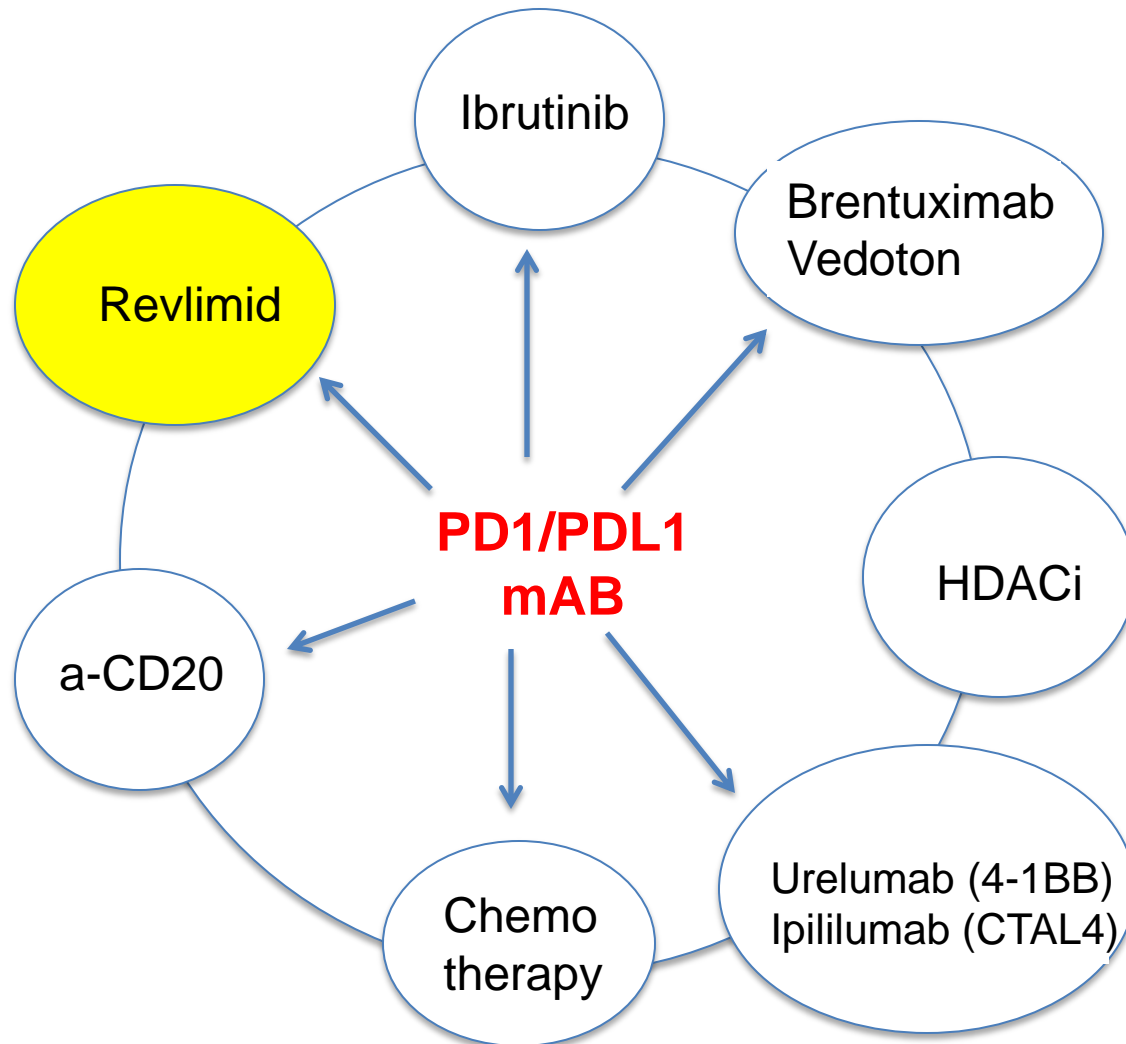 Ibrutinib
Brentuximab
Vedoton
Revlimid
PD1/PDL1
mAB
HDACi
a-CD20
Urelumab (4-1BB)
Ipililumab (CTAL4)
Chemo
therapy